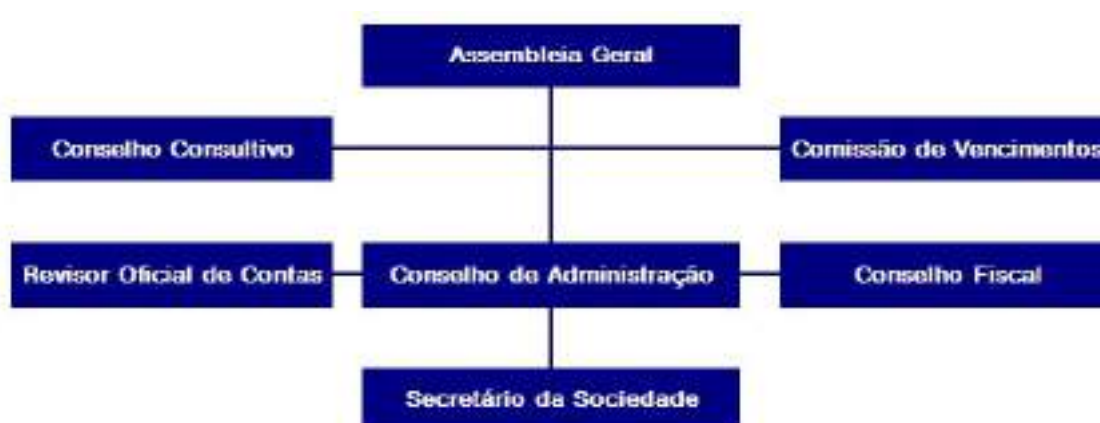 Assembleia Geral
Conselho Consultivo
Comissão de Vencimentos
Revisor Oficial de Contas
Conselho de Administração
Conselho Fiscal
Secretário da Sociedade